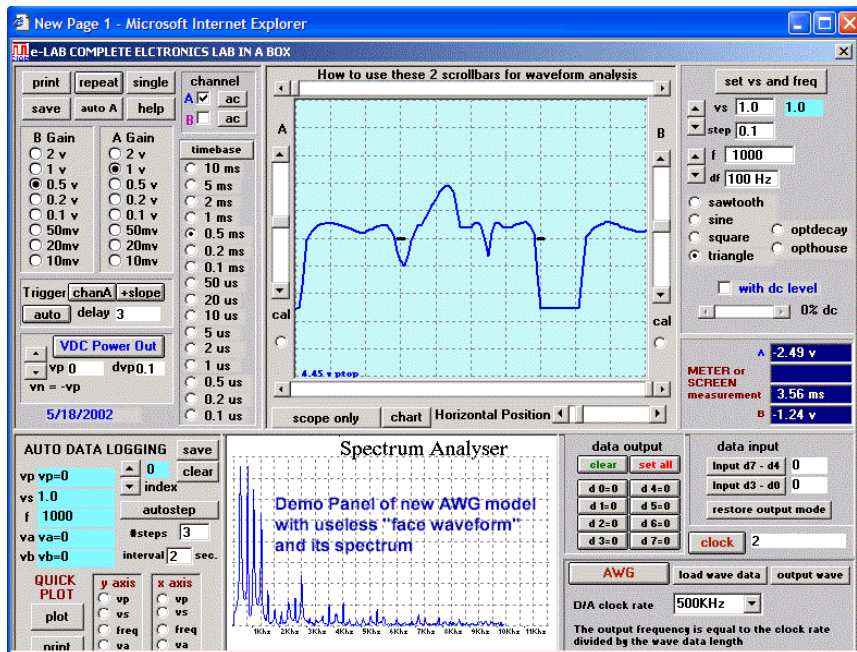 New Page 1 - Microsoft Internet Explorer
e-LAB COMPLETE ELCTRONICS LAB IN A BOX
print repeat single
save auto A help
channel
A ac
B ac
B Gain
2 v
1 v
0.5 v
0.2 v
0.1 v
50mv
20mv
10mv
A Gain
2 v
1 v
0.5 v
0.2 v
0.1 v
50mv
20mv
10mv
timebase
10 ms
5 ms
2 ms
1 ms
0.5 ms
0.2 ms
0.1 ms
50 us
20 us
10 us
5 us
2 us
1 us
0.5 us
0.2 us
0.1 us
Trigger chanA +slope
auto delay 3
VDC Power Out
vp 0 dvp 0.1
vn = -vp
5/18/2002
How to use these 2 scrollbars for waveform analysis
A
B
cal
cal
4.45 v ptop
scope only chart Horizontal Position
set vs and freq
vs 1.0 1.0
step 0.1
f 1000
df 100 Hz
sawtooth
sine
square
triangle
optdecay
opthouse
with dc level
0% dc
A -2.49 v
METER or
SCREEN
measurement 3.56 ms
B -1.24 v
AUTO DATA LOGGING save
vp vp=0 0 clear
index
vs 1.0
f 1000 autostep
va va=0 #steps 3
vb vb=0 interval 2 sec.
QUICK
PLOT
plot
print
y axis
vp
vs
freq
va
x axis
vp
vs
freq
va
Spectrum Analyser
Demo Panel of new AWG model
with useless "face waveform"
and its spectrum
1Khz 2Khz 3Khz 4Khz 5Khz 6Khz 7Khz 8Khz 9Khz 10Khz 11Khz
data output
clear set all
d 0=0 d 4=0
d 1=0 d 5=0
d 2=0 d 6=0
d 3=0 d 7=0
data input
Input d7 - d4 0
Input d3 - d0 0
restore output mode
clock 2
AWG load wave data output wave
D/A clock rate 500KHz
The output frequency is equal to the clock rate
divided by the wave data length